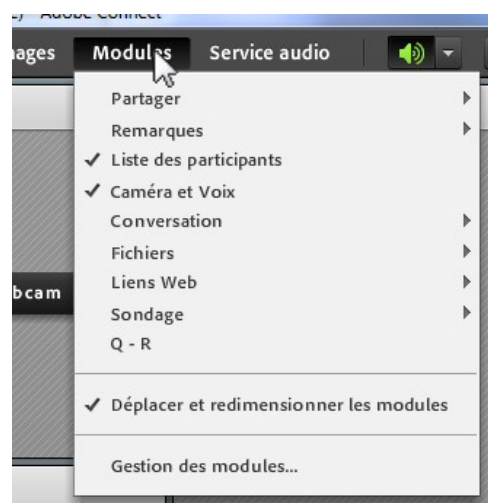 Adobe Connect
Modules Service audio
Partager
Remarques
Liste des participants
Caméra et Voix
Conversation
Fichiers
Liens Web
bcam
Sondage
Q - R
Déplacer et redimensionner les modules
Gestion des modules...